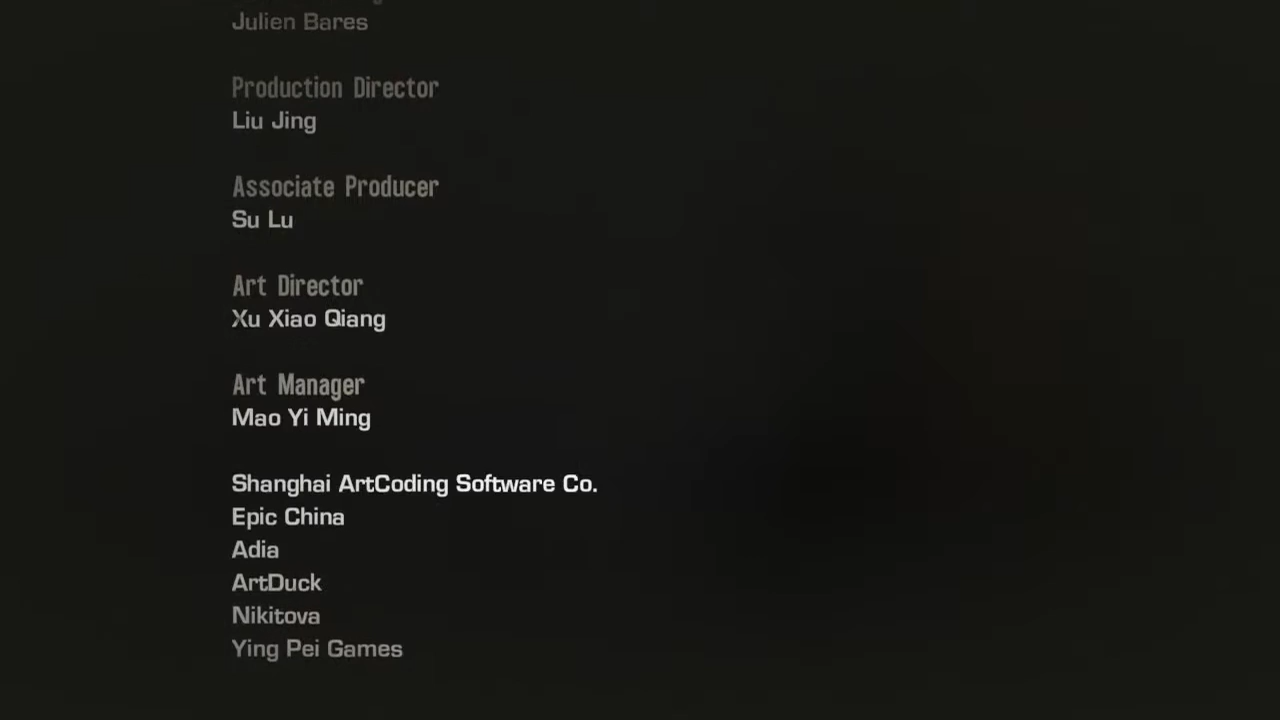 Julien Bares
Production Director
Liu Jing
Associate Producer
Su Lu
Art Director
Xu Xiao Qiang
Art Manager
Mao Yi Ming
Shanghai ArtCoding Software Co.
Epic China
Adia
ArtDuck
Nikitova
Ying Pei Games